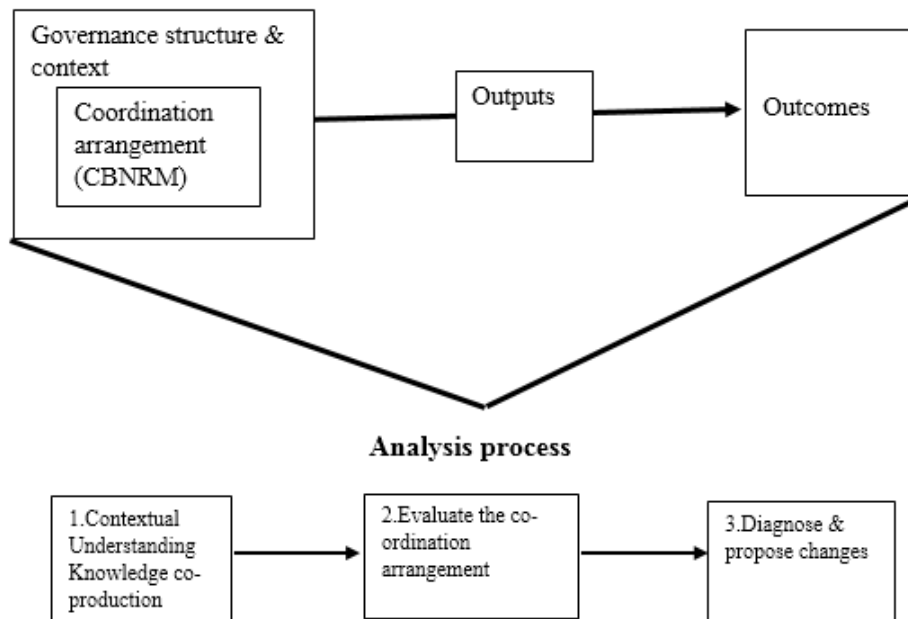 Governance structure &
context
Coordination
arrangement
(CBNRM)
Outputs
Outcomes
Analysis process
1.Contextual
Understanding
Knowledge co-
production
2.Evaluate the co-
ordination
arrangement
3.Diagnose &
propose changes